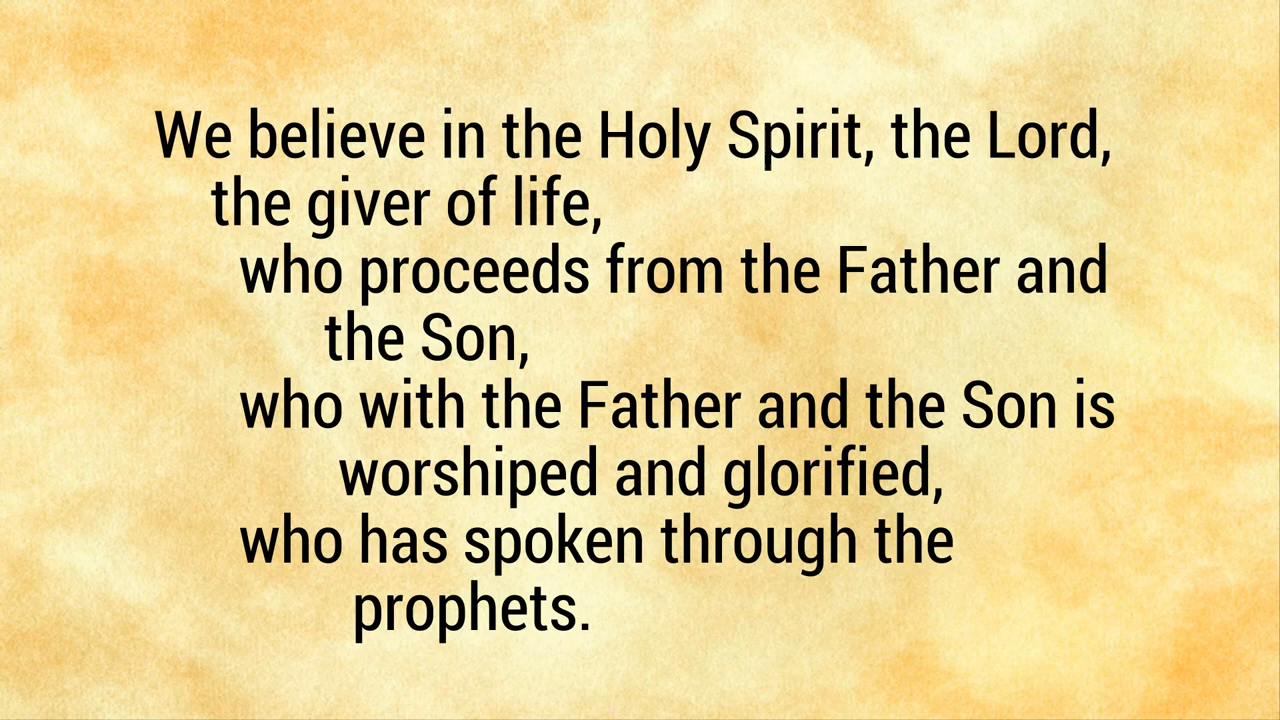 We believe in the Holy Spirit, the Lord,
the giver of life,
who proceeds from the Father and
the Son,
who with the Father and the Son is
worshiped and glorified,
who has spoken through the
prophets.